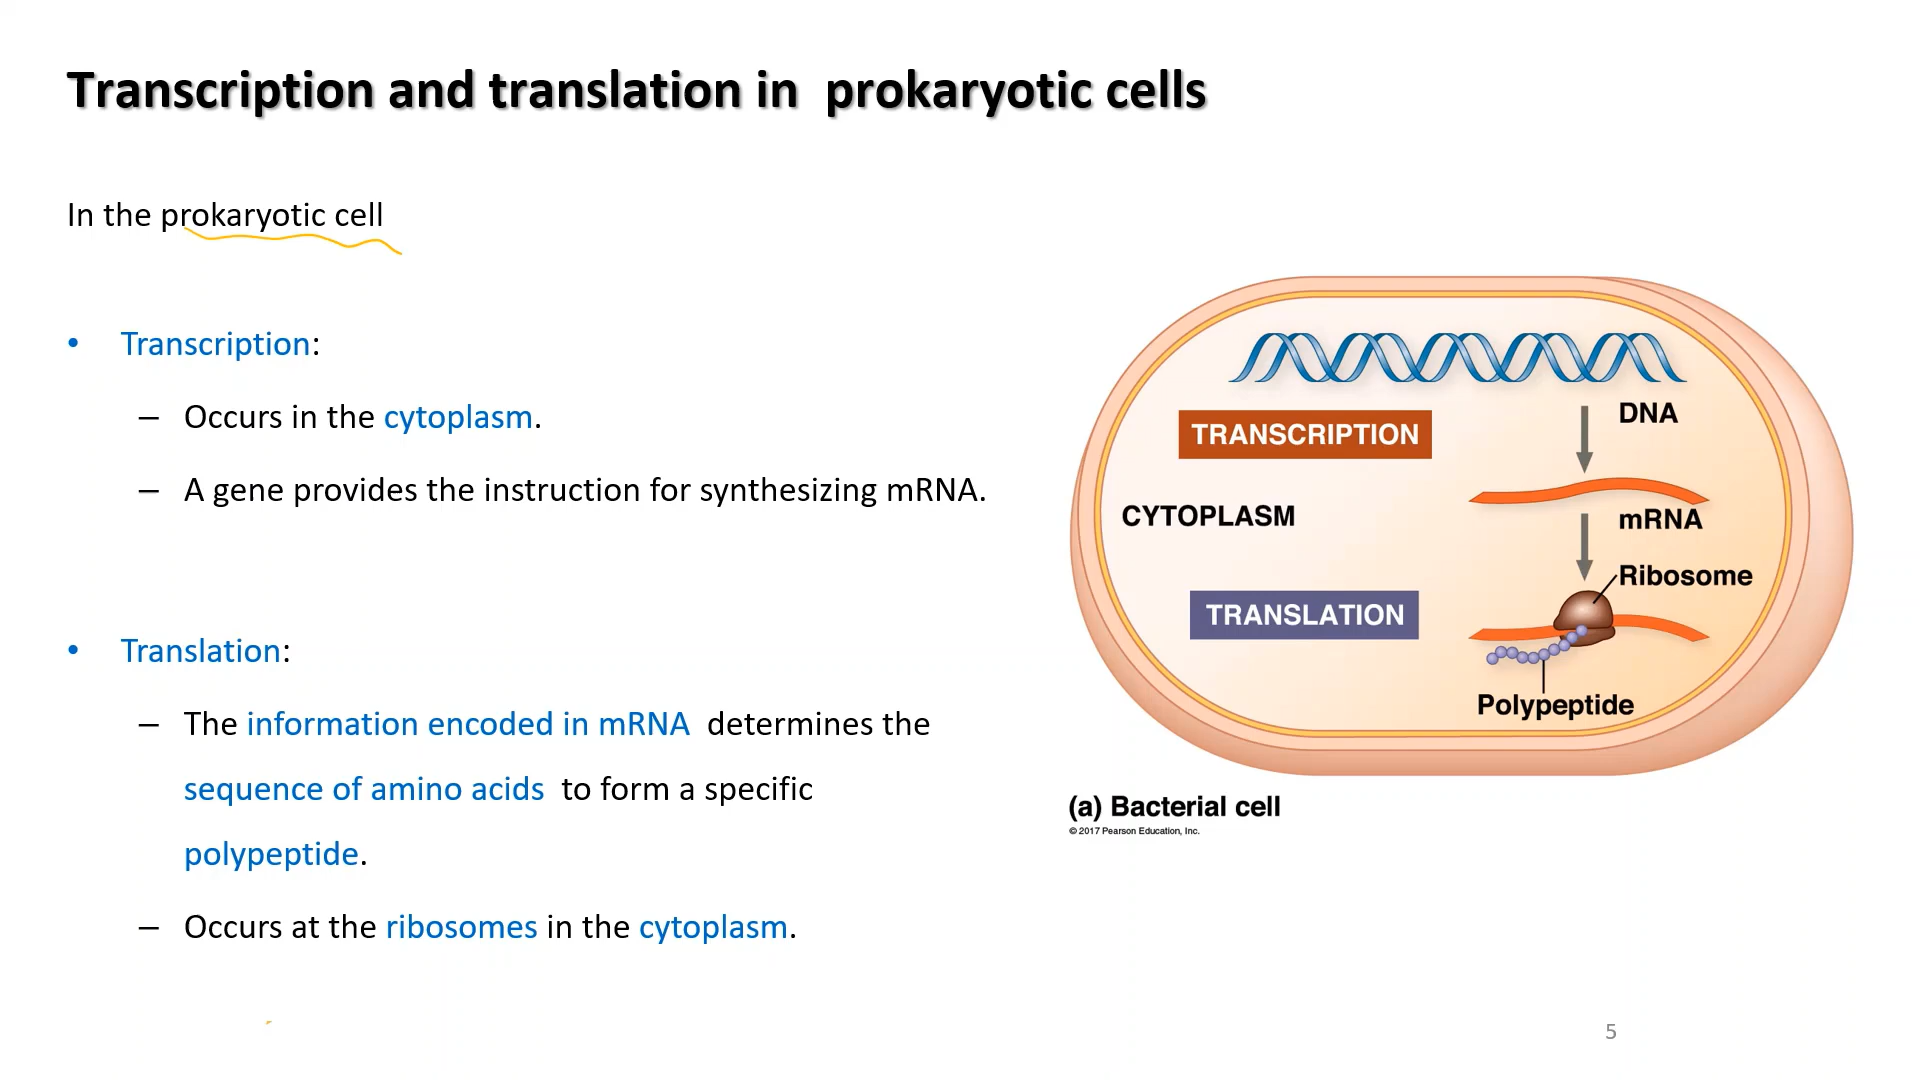 Transcription and translation in prokaryotic cells
In the prokaryotic cell
• Transcription:
– Occurs in the cytoplasm.
– A gene provides the instruction for synthesizing mRNA.
• Translation:
– The information encoded in mRNA determines the
sequence of amino acids to form a specific
polypeptide.
– Occurs at the ribosomes in the cytoplasm.
DNA
TRANSCRIPTION
CYTOPLASM
mRNA
Ribosome
TRANSLATION
Polypeptide
(a) Bacterial cell
© 2017 Pearson Education, Inc.
5